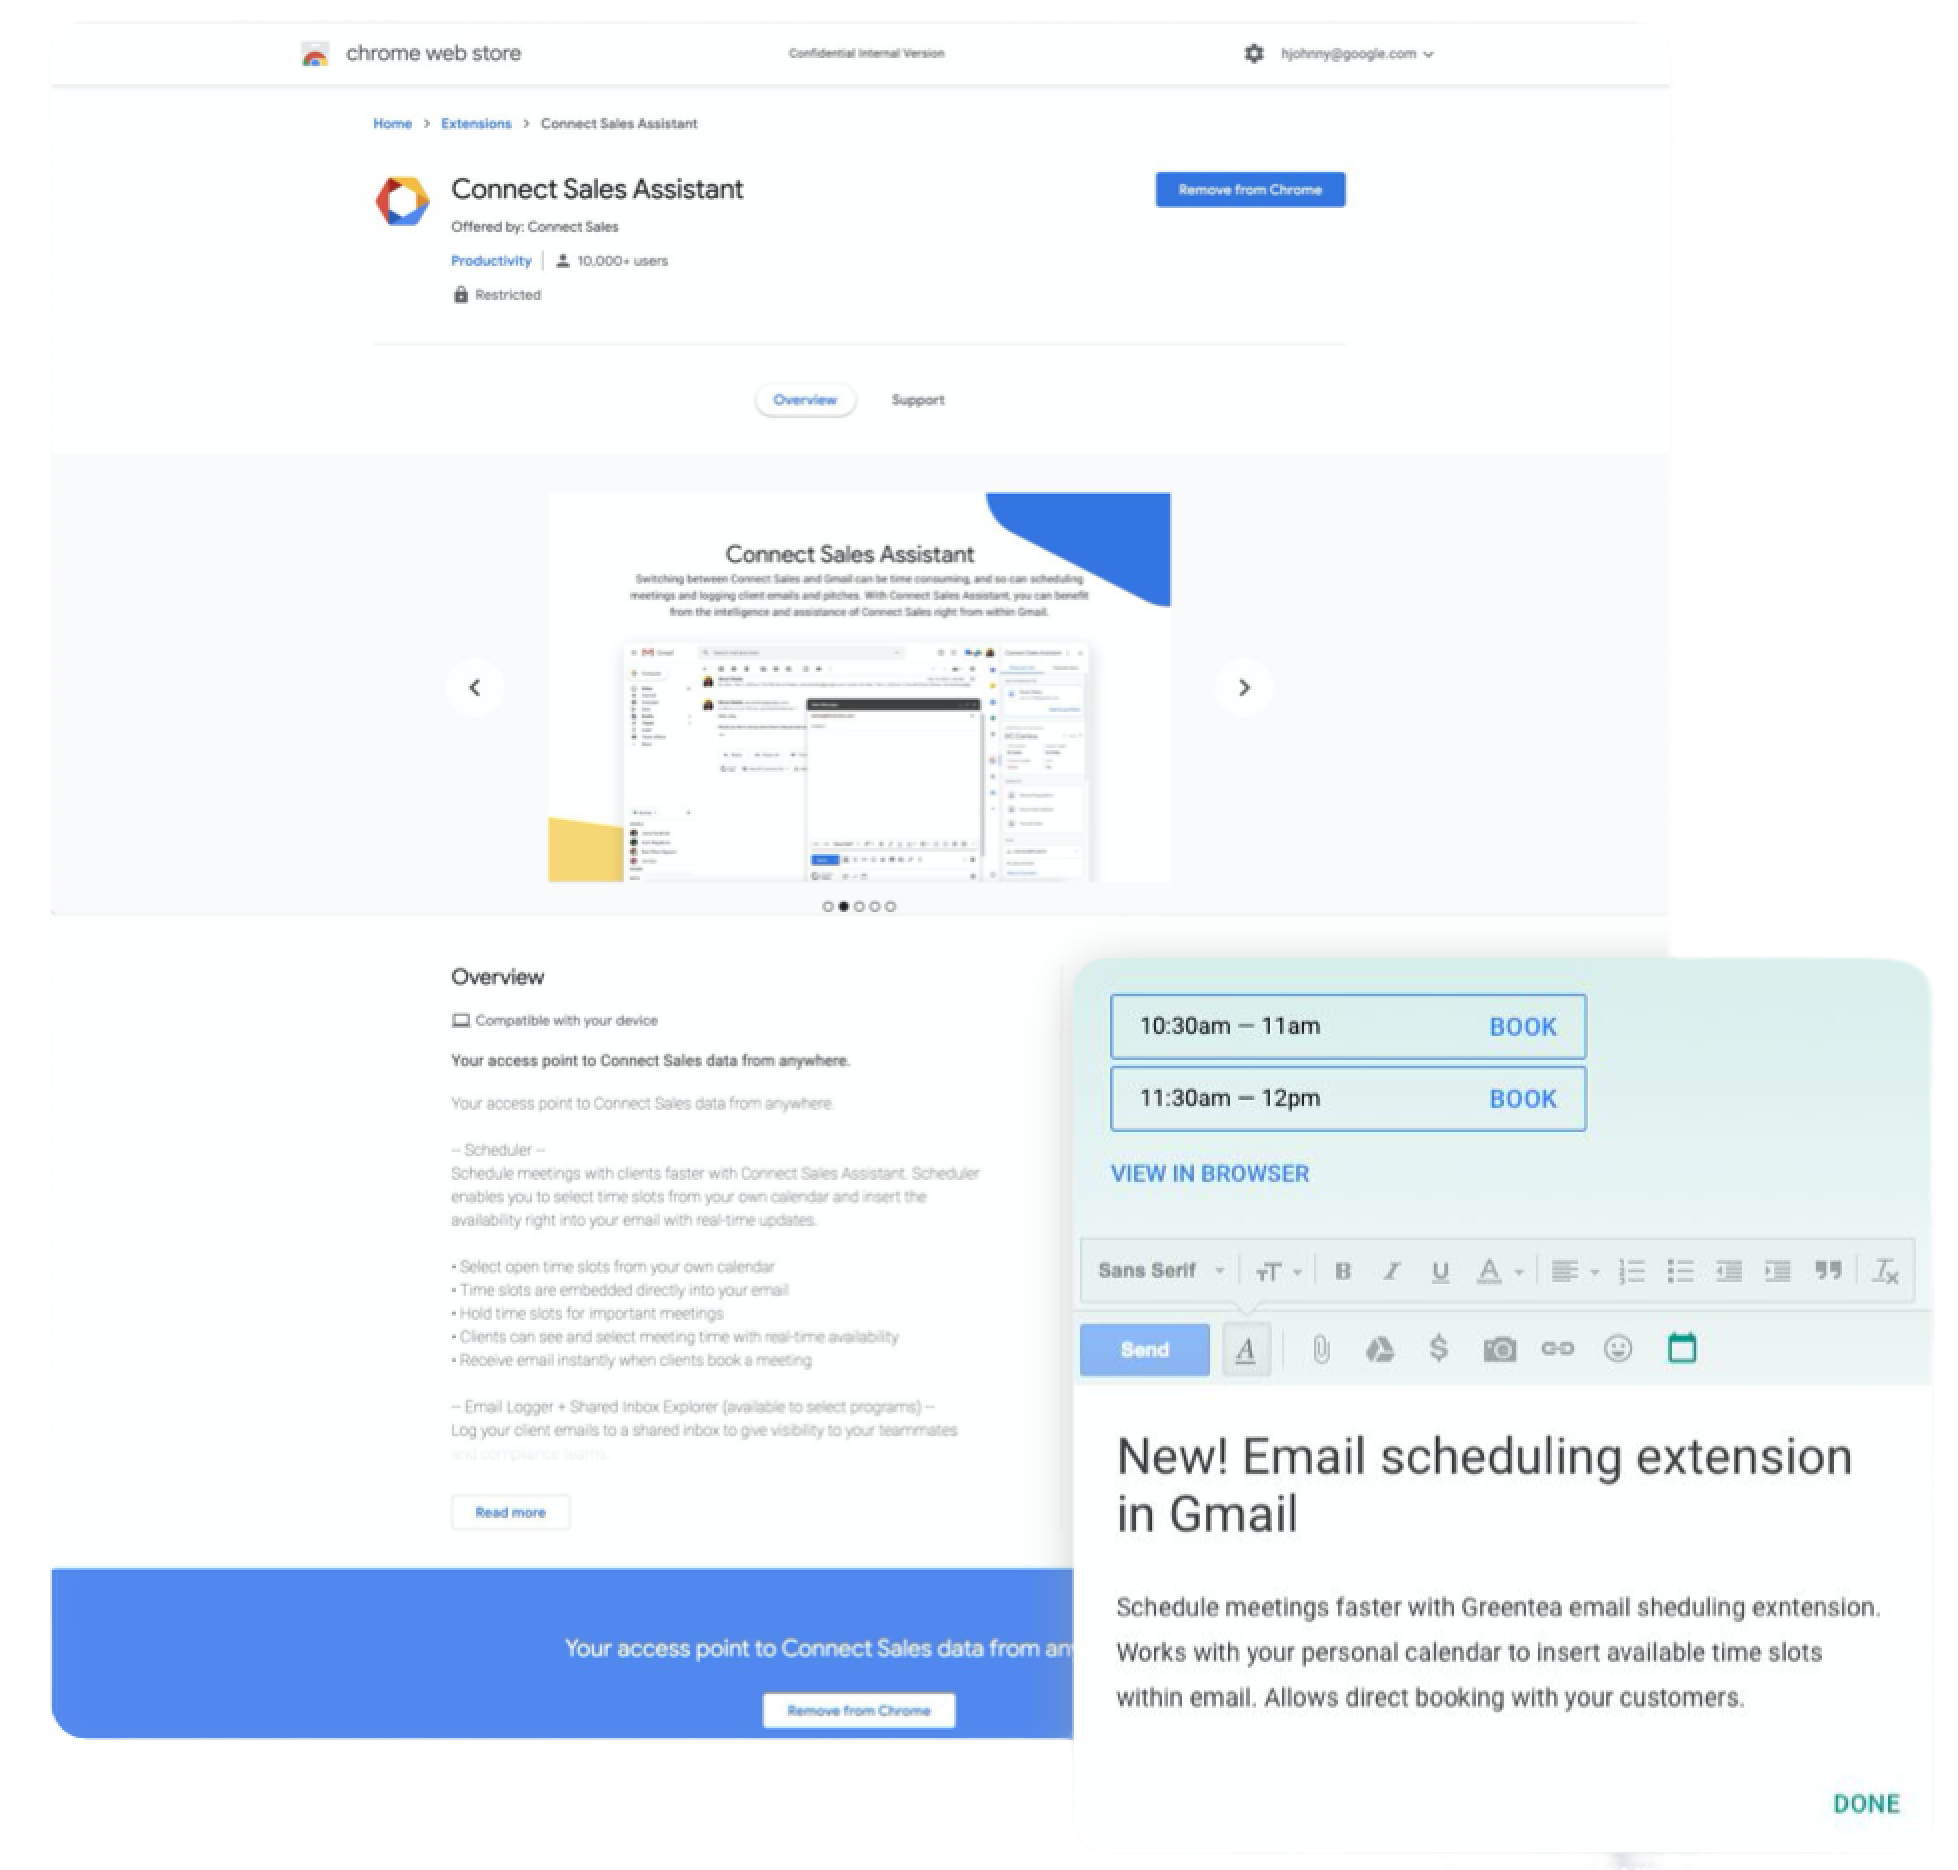 chrome web store
Confidential Internal Version
hjohnny@google.com
Home > Extensions > Connect Sales Assistant
Connect Sales Assistant
Remove from Chrome
Offered by: Connect Sales
Productivity
10,000+ users
Restricted
Overview
Support
Connect Sales Assistant
Switching between Connect Sales and Gmail can be time consuming, and so can scheduling
meetings and logging client emails and pitches. With Connect Sales Assistant, you can benefit
from the intelligence and assistance of Connect Sales right from within Gmail.
Gmail
Overview
Compatible with your device
Your access point to Connect Sales data from anywhere.
Your access point to Connect Sales data from anywhere.
-- Scheduler --
Schedule meetings with clients faster with Connect Sales Assistant. Scheduler
enables you to select time slots from your own calendar and insert the
availability right into your email with real-time updates.
• Select open time slots from your own calendar
• Time slots are embedded directly into your email
• Hold time slots for important meetings
• Clients can see and select meeting time with real-time availability
• Receive email instantly when clients book a meeting
-- Email Logger + Shared Inbox Explorer (available to select programs) --
Log your client emails to a shared inbox to give visibility to your teammates
and compliance teams.
Read more
Your access point to Connect Sales data from an
Remove from Chrome
10:30am — 11am BOOK
11:30am — 12pm BOOK
VIEW IN BROWSER
Sans Serif
Send
New! Email scheduling extension
in Gmail
Schedule meetings faster with Greentea email sheduling exntension.
Works with your personal calendar to insert available time slots
within email. Allows direct booking with your customers.
DONE